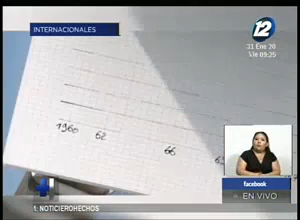 INTERNACIONALES
12
31 Ene 20
Vie 09:25
1960 62 66
facebook
EN VIVO
NOTICIEROHECHOS